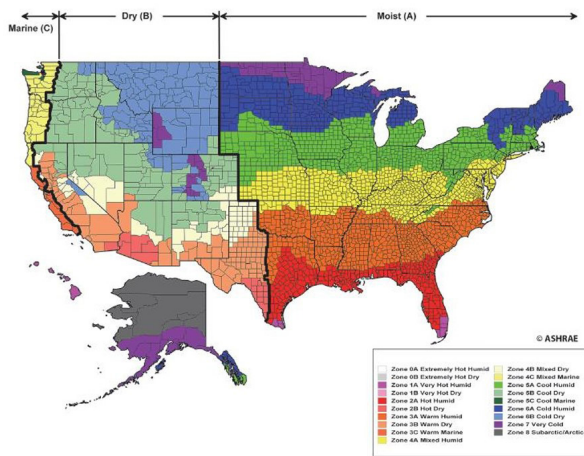 Marine (C)
Dry (B)
Moist (A)
© ASHRAE
Zone 0A Extremely Hot Humid
Zone 0B Extremely Hot Dry
Zone 1A Very Hot Humid
Zone 1B Very Hot Dry
Zone 2A Hot Humid
Zone 2B Hot Dry
Zone 3A Warm Humid
Zone 3B Warm Dry
Zone 3C Warm Marine
Zone 4A Mixed Humid
Zone 4B Mixed Dry
Zone 4C Mixed Marine
Zone 5A Cool Humid
Zone 5B Cool Dry
Zone 5C Cool Marine
Zone 6A Cold Humid
Zone 6B Cold Dry
Zone 7 Very Cold
Zone 8 Subarctic/Arctic